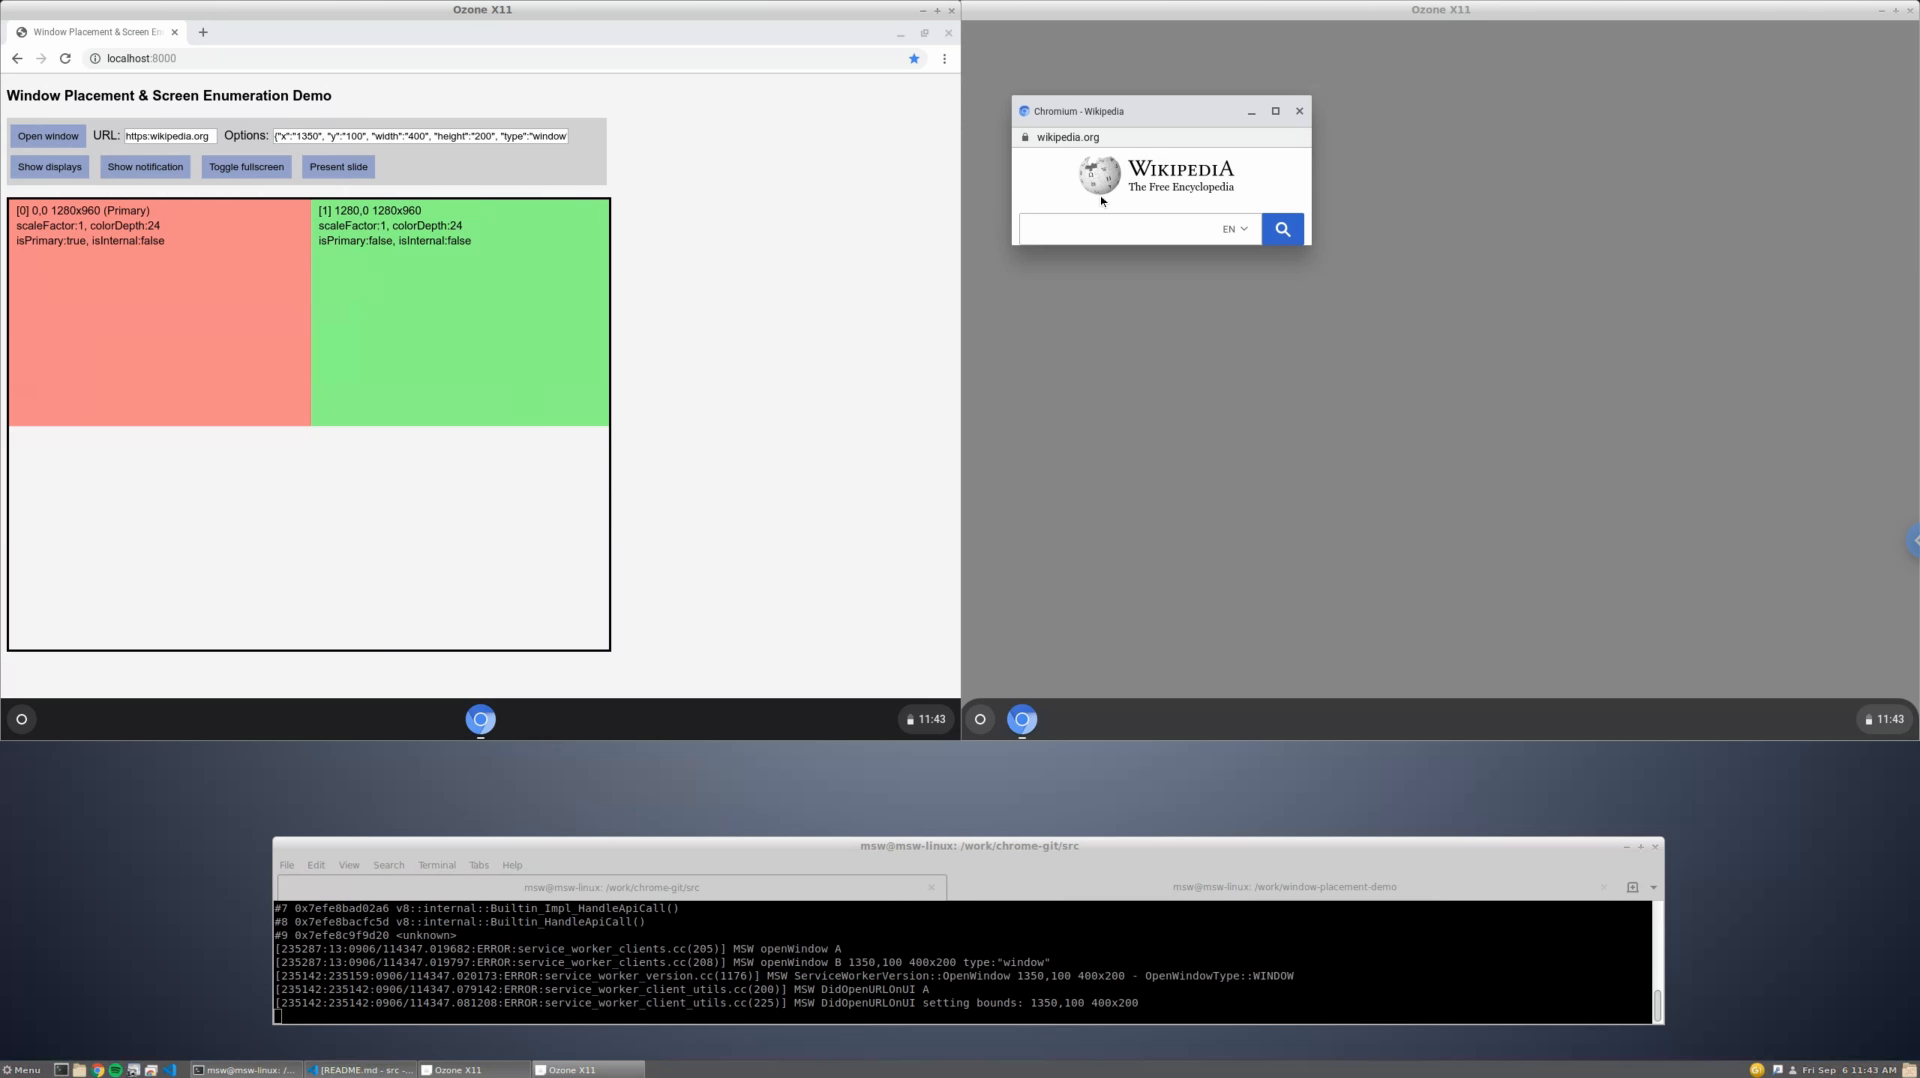 Ozone X11
Window Placement & Screen En
localhost:8000
Window Placement & Screen Enumeration Demo
Open window URL: https:wikipedia.org Options: {"x":"1350", "y":"100", "width":"400", "height":"200", "type":"window
Show displays Show notification Toggle fullscreen Present slide
[0] 0,0 1280x960 (Primary)
scaleFactor:1, colorDepth:24
isPrimary:true, isInternal:false
[1] 1280,0 1280x960
scaleFactor:1, colorDepth:24
isPrimary:false, isInternal:false
11:43
Ozone X11
Chromium - Wikipedia
wikipedia.org
WIKIPEDIA
The Free Encyclopedia
EN
11:43
msw@msw-linux: /work/chrome-git/src
File Edit View Search Terminal Tabs Help
msw@msw-linux: /work/chrome-git/src msw@msw-linux: /work/window-placement-demo
#7 0x7efe8bad02a6 v8::internal::Builtin_Impl_HandleApiCall()
#8 0x7efe8bacfc5d v8::internal::Builtin_HandleApiCall()
#9 0x7efe8c9f9d20 <unknown>
[235287:13:0906/114347.019682:ERROR:service_worker_clients.cc(205)] MSW openWindow A
[235287:13:0906/114347.019797:ERROR:service_worker_clients.cc(208)] MSW openWindow B 1350,100 400x200 type:"window"
[235142:235159:0906/114347.020173:ERROR:service_worker_version.cc(1176)] MSW ServiceWorkerVersion::OpenWindow 1350,100 400x200 - OpenWindowType::WINDOW
[235142:235142:0906/114347.079142:ERROR:service_worker_client_utils.cc(200)] MSW DidOpenURLOnUI A
[235142:235142:0906/114347.081208:ERROR:service_worker_client_utils.cc(225)] MSW DidOpenURLOnUI setting bounds: 1350,100 400x200
Menu msw@msw-linux: /... [README.md - src -... Ozone X11 Ozone X11 Fri Sep 6 11:43 AM